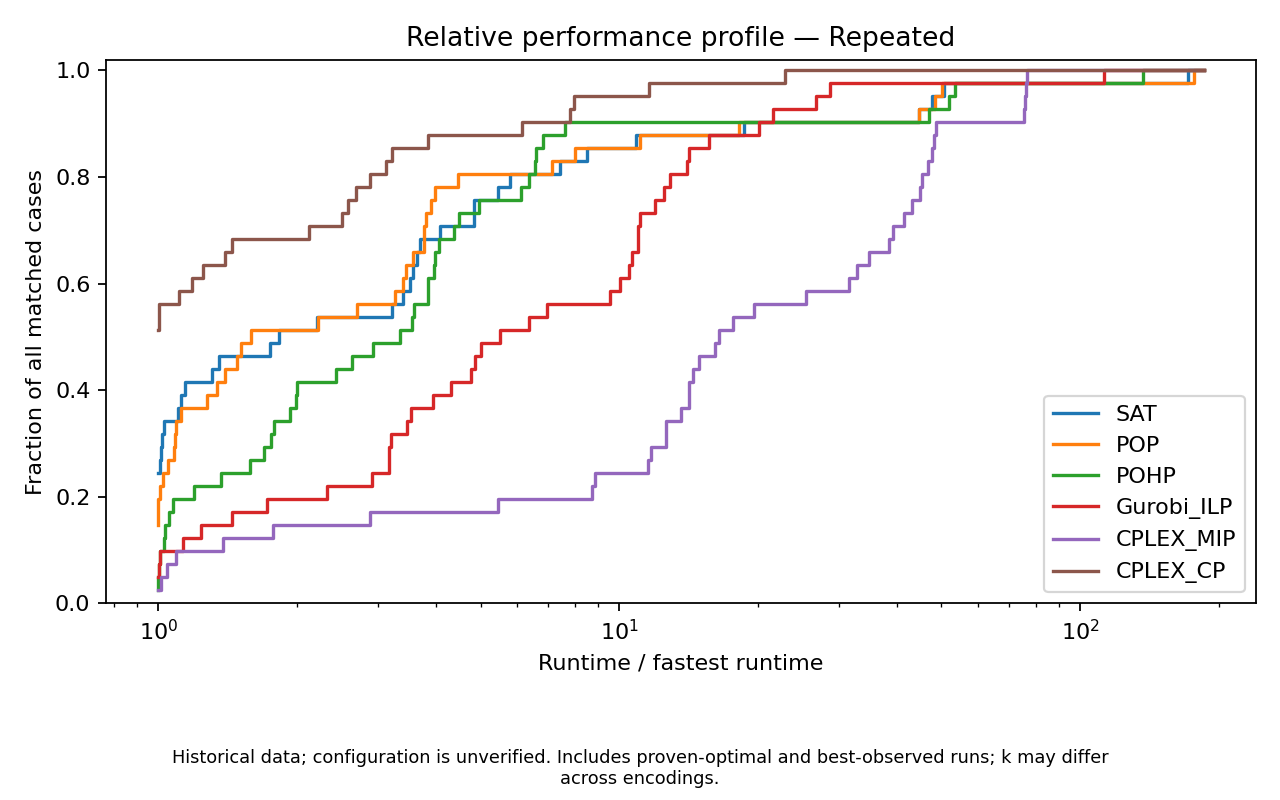 Relative performance profile — Repeated
Fraction of all matched cases
1.0
0.8
0.6
0.4
0.2
0.0
10⁰
10¹
10²
Runtime / fastest runtime
SAT
POP
POHP
Gurobi_ILP
CPLEX_MIP
CPLEX_CP
Historical data; configuration is unverified. Includes proven-optimal and best-observed runs; k may differ
across encodings.